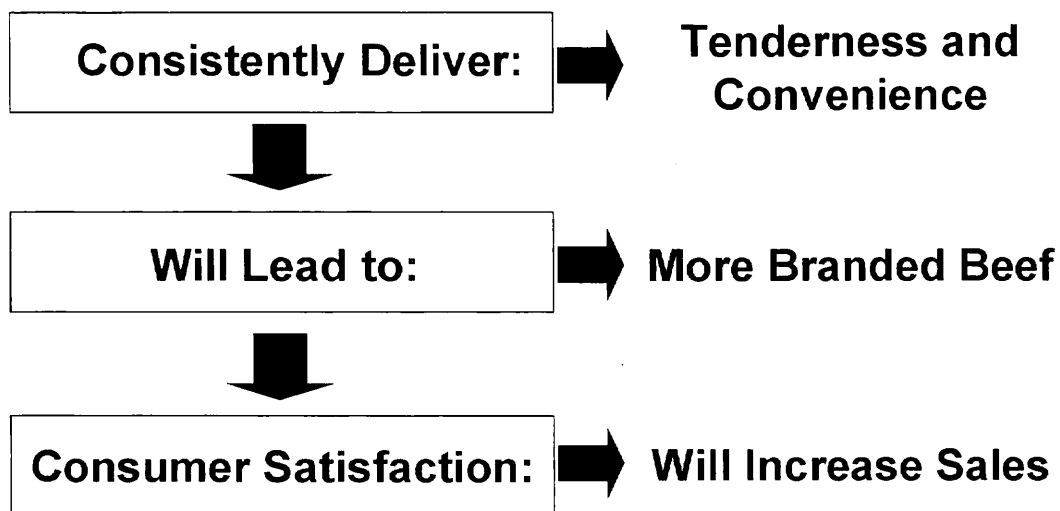 Consistently Deliver:
Tenderness and
Convenience
Will Lead to:
More Branded Beef
Consumer Satisfaction:
Will Increase Sales